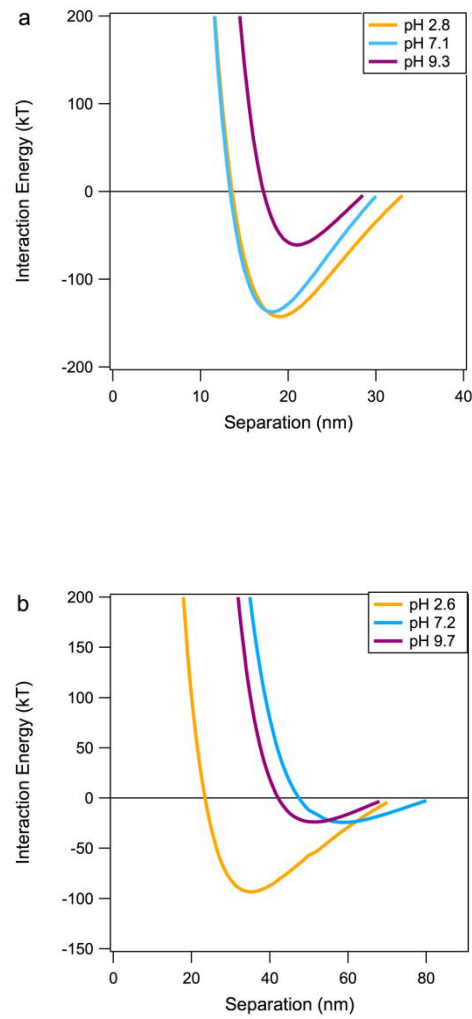 a
200
100
0
-100
-200
Interaction Energy (kT)
pH 2.8
pH 7.1
pH 9.3
0 10 20 30 40
Separation (nm)
b
200
150
100
50
0
-50
-100
-150
Interaction Energy (kT)
pH 2.6
pH 7.2
pH 9.7
0 20 40 60 80
Separation (nm)